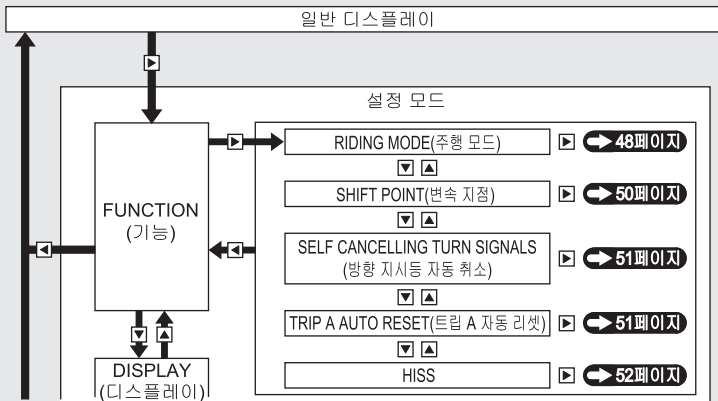 일반 디스플레이
설정 모드
FUNCTION
(기능)
RIDING MODE(주행 모드)
48페이지
SHIFT POINT(변속 지점)
50페이지
SELF CANCELLING TURN SIGNALS
(방향 지시등 자동 취소)
51페이지
TRIP A AUTO RESET(트립 A 자동 리셋)
51페이지
HISS
52페이지
DISPLAY
(디스플레이)